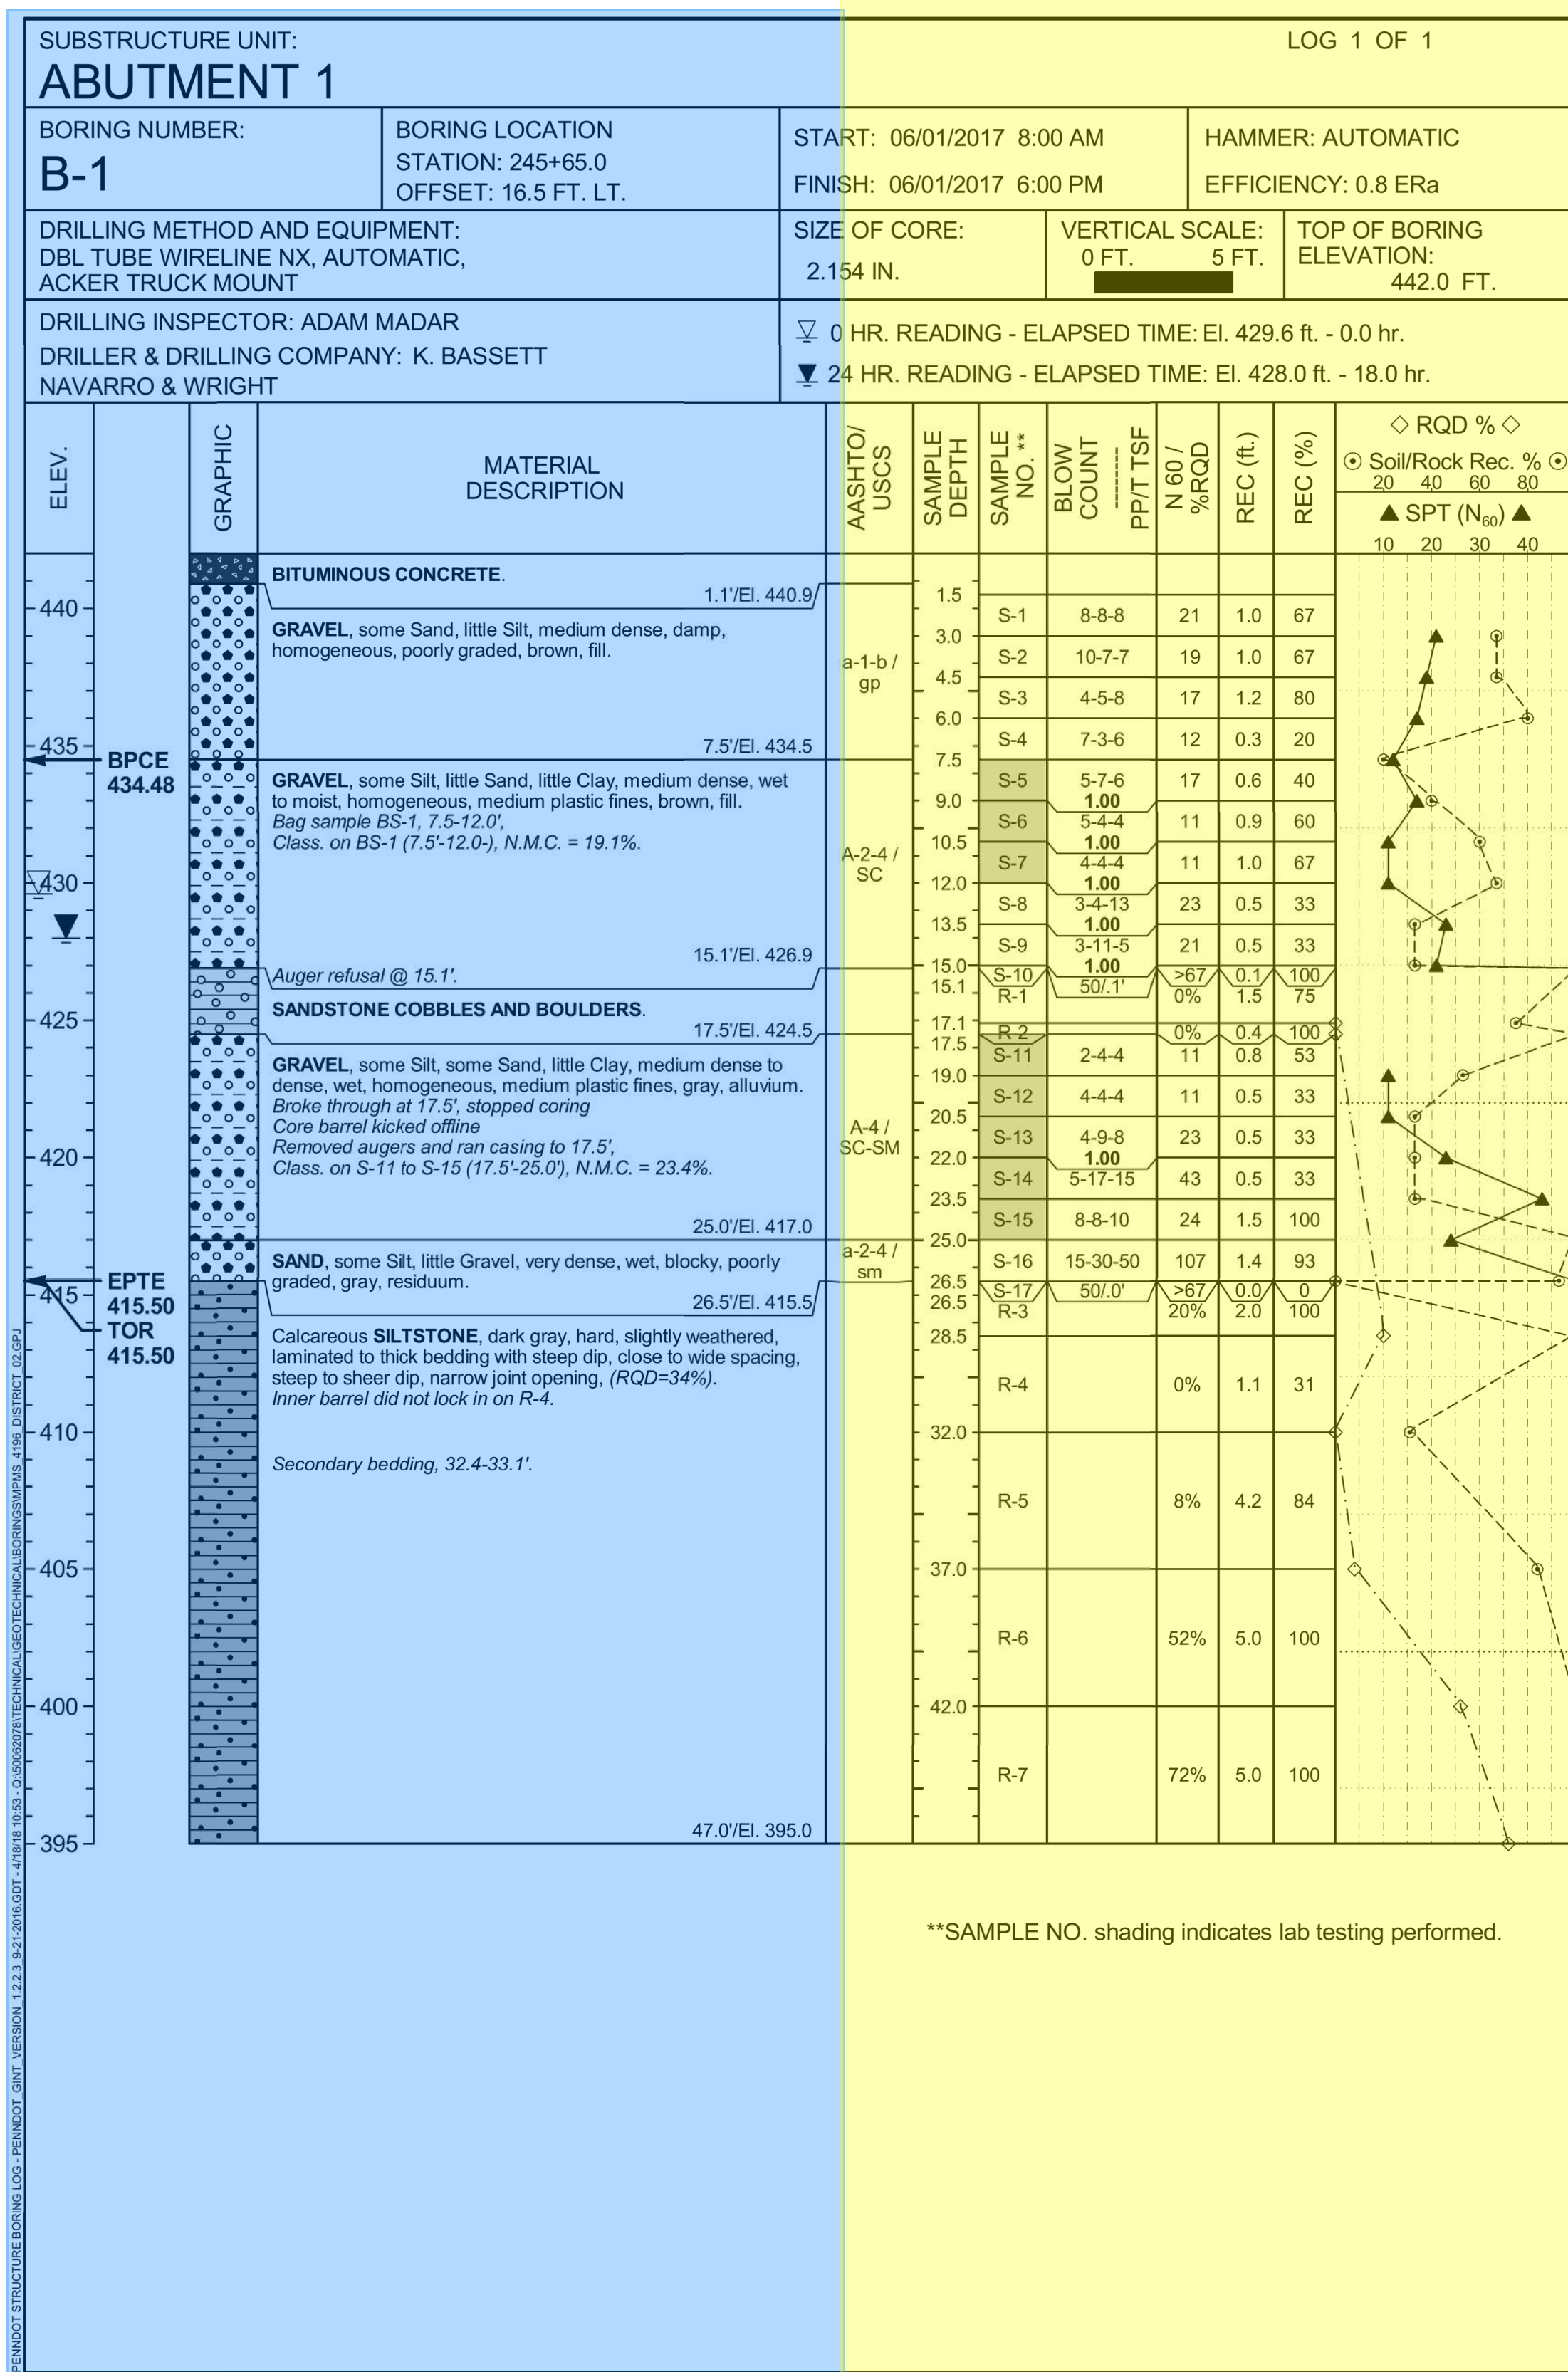 SUBSTRUCTURE UNIT:
ABUTMENT 1
LOG 1 OF 1
BORING NUMBER:
B-1
BORING LOCATION
STATION: 245+65.0
OFFSET: 16.5 FT. LT.
START: 06/01/2017 8:00 AM
FINISH: 06/01/2017 6:00 PM
HAMMER: AUTOMATIC
EFFICIENCY: 0.8 ERa
DRILLING METHOD AND EQUIPMENT:
DBL TUBE WIRELINE NX, AUTOMATIC,
ACKER TRUCK MOUNT
SIZE OF CORE:
2.154 IN.
VERTICAL SCALE:
0 FT. 5 FT.
TOP OF BORING
ELEVATION:
442.0 FT.
DRILLING INSPECTOR: ADAM MADAR
DRILLER & DRILLING COMPANY: K. BASSETT
NAVARRO & WRIGHT
0 HR. READING - ELAPSED TIME: El. 429.6 ft. - 0.0 hr.
24 HR. READING - ELAPSED TIME: El. 428.0 ft. - 18.0 hr.
ELEV.
GRAPHIC
MATERIAL
DESCRIPTION
AASHTO/
USCS
SAMPLE
DEPTH
SAMPLE
NO. **
BLOW
COUNT
---------
PP/T TSF
N 60 /
%RQD
REC (ft.)
REC (%)
◇ RQD % ◇
⊙ Soil/Rock Rec. % ⊙
20 40 60 80
▲ SPT (N60) ▲
10 20 30 40
440
435
430
425
420
415
410
405
400
395
BPCE
434.48
EPTE
415.50
TOR
415.50
BITUMINOUS CONCRETE.
1.1'/El. 440.9
GRAVEL, some Sand, little Silt, medium dense, damp,
homogeneous, poorly graded, brown, fill.
7.5'/El. 434.5
GRAVEL, some Silt, little Sand, little Clay, medium dense, wet
to moist, homogeneous, medium plastic fines, brown, fill.
Bag sample BS-1, 7.5-12.0',
Class. on BS-1 (7.5'-12.0-), N.M.C. = 19.1%.
15.1'/El. 426.9
Auger refusal @ 15.1'.
SANDSTONE COBBLES AND BOULDERS.
17.5'/El. 424.5
GRAVEL, some Silt, some Sand, little Clay, medium dense to
dense, wet, homogeneous, medium plastic fines, gray, alluvium.
Broke through at 17.5', stopped coring
Core barrel kicked offline
Removed augers and ran casing to 17.5',
Class. on S-11 to S-15 (17.5'-25.0'), N.M.C. = 23.4%.
25.0'/El. 417.0
SAND, some Silt, little Gravel, very dense, wet, blocky, poorly
graded, gray, residuum.
26.5'/El. 415.5
Calcareous SILTSTONE, dark gray, hard, slightly weathered,
laminated to thick bedding with steep dip, close to wide spacing,
steep to sheer dip, narrow joint opening, (RQD=34%).
Inner barrel did not lock in on R-4.
Secondary bedding, 32.4-33.1'.
47.0'/El. 395.0
a-1-b /
gp
A-2-4 /
SC
A-4 /
SC-SM
a-2-4 /
sm
1.5
S-1 8-8-8 21 1.0 67
3.0
S-2 10-7-7 19 1.0 67
4.5
S-3 4-5-8 17 1.2 80
6.0
S-4 7-3-6 12 0.3 20
7.5
S-5 5-7-6 17 0.6 40
9.0 1.00
S-6 5-4-4 11 0.9 60
10.5 1.00
S-7 4-4-4 11 1.0 67
12.0 1.00
S-8 3-4-13 23 0.5 33
13.5 1.00
S-9 3-11-5 21 0.5 33
15.0 1.00
S-10 50/.1' >67 0.1 100
15.1
R-1 0% 1.5 75
17.1
R-2 0% 0.4 100
17.5
S-11 2-4-4 11 0.8 53
19.0
S-12 4-4-4 11 0.5 33
20.5
S-13 4-9-8 23 0.5 33
22.0 1.00
S-14 5-17-15 43 0.5 33
23.5
S-15 8-8-10 24 1.5 100
25.0
S-16 15-30-50 107 1.4 93
26.5
S-17 50/.0' >67 0.0 0
26.5
R-3 20% 2.0 100
28.5
R-4 0% 1.1 31
32.0
R-5 8% 4.2 84
37.0
R-6 52% 5.0 100
42.0
R-7 72% 5.0 100
**SAMPLE NO. shading indicates lab testing performed.
PENNDOT STRUCTURE BORING LOG - PENNDOT_GINT_VERSION_1.2.2.3_9-21-2016.GDT - 4/18/18 10:53 - Q:\50062078\TECHNICAL\GEOTECHNICAL\BORINGS\MPMS_4196_DISTRICT_02.GPJ